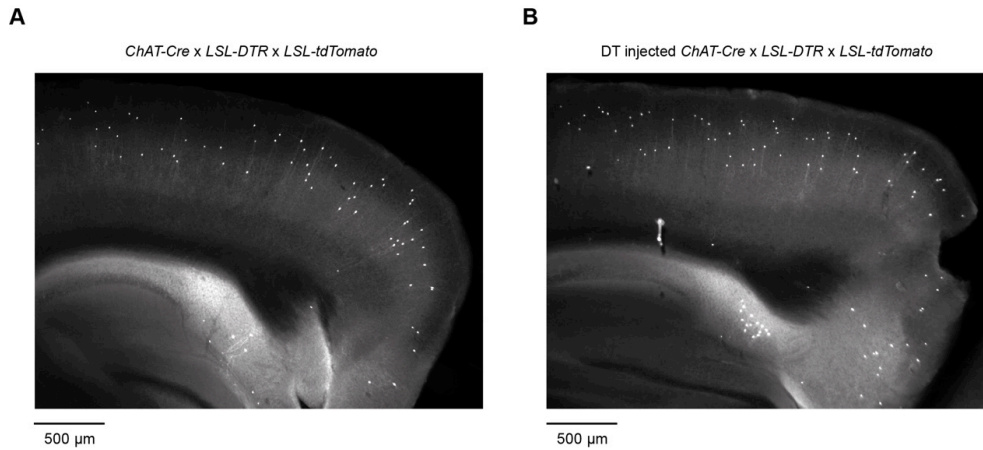 A
ChAT-Cre x LSL-DTR x LSL-tdTomato
500 µm
B
DT injected ChAT-Cre x LSL-DTR x LSL-tdTomato
500 µm